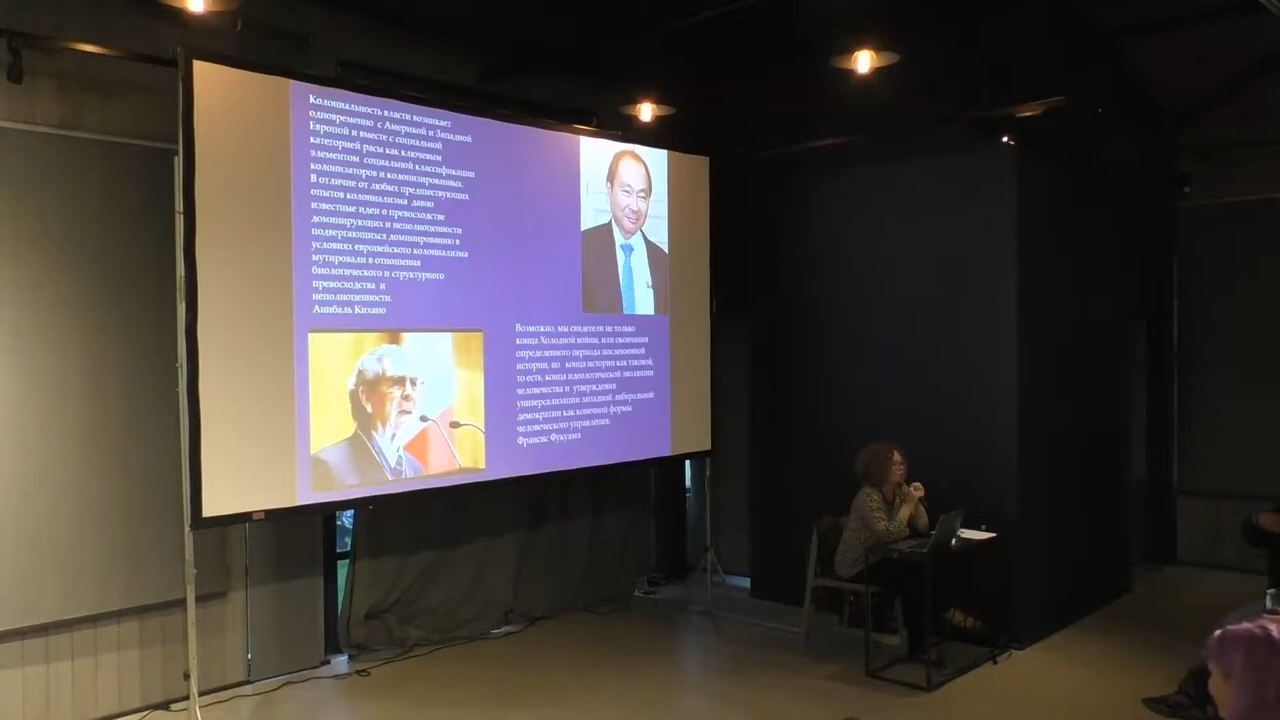 Колониальность власти возникает
одновременно с Америкой и Западной
Европой и вместе с социальной
категорией расы как ключевым
элементом социальной классификации
колонизаторов и колонизированных.
В отличие от любых предшествующих
опытов колониализма давно
известные идеи о превосходстве
доминирующих и неполноценности
подвергающихся доминированию в
условиях европейского колониализма
мутировали в отношения
биологического и структурного
превосходства и
неполноценности.
Анибаль Кихано
Возможно, мы свидетели не только
конца Холодной войны, или окончания
определенного периода послевоенной
истории, но конца истории как таковой,
то есть, конца идеологической эволюции
человечества и утверждения
универсализации западной либеральной
демократии как конечной формы
человеческого управления.
Франсис Фукуяма